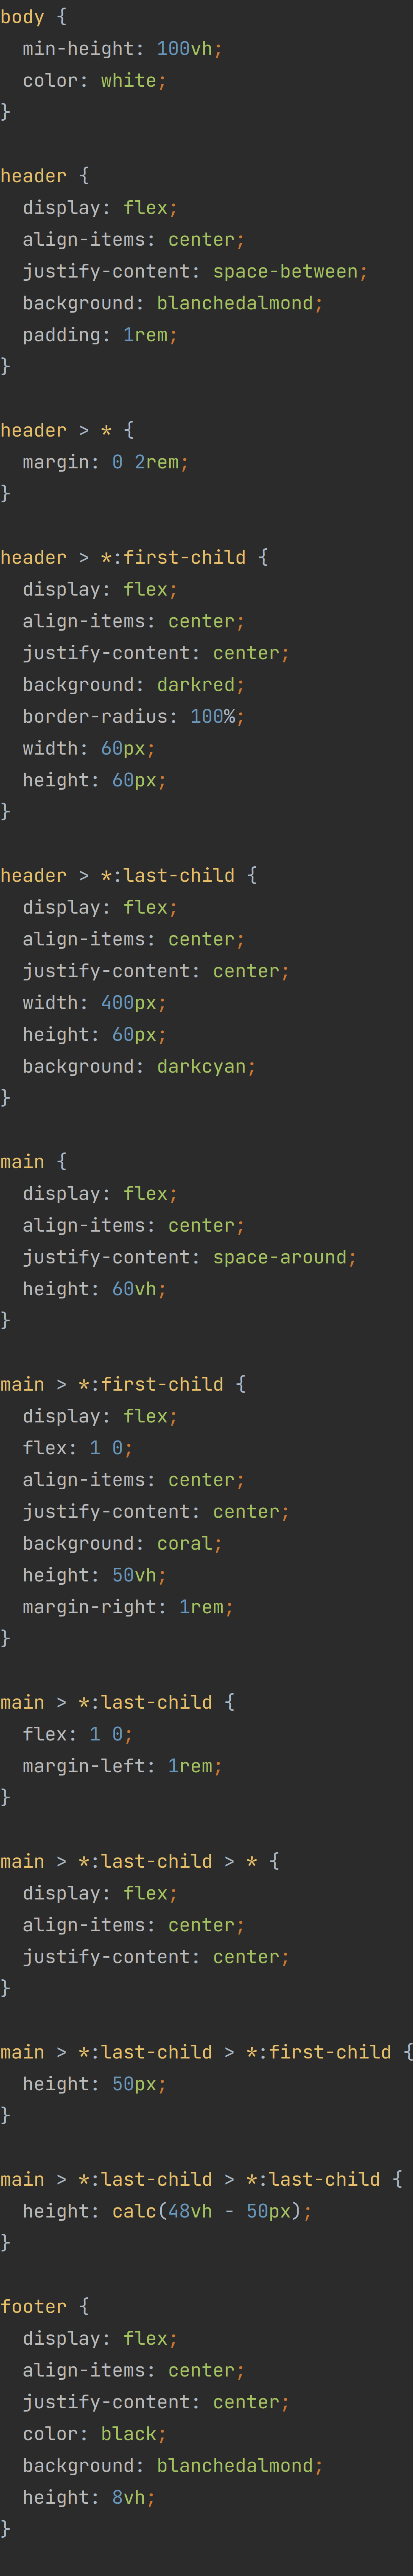 body {
  min-height: 100vh;
  color: white;
}

header {
  display: flex;
  align-items: center;
  justify-content: space-between;
  background: blanchedalmond;
  padding: 1rem;
}

header > * {
  margin: 0 2rem;
}

header > *:first-child {
  display: flex;
  align-items: center;
  justify-content: center;
  background: darkred;
  border-radius: 100%;
  width: 60px;
  height: 60px;
}

header > *:last-child {
  display: flex;
  align-items: center;
  justify-content: center;
  width: 400px;
  height: 60px;
  background: darkcyan;
}

main {
  display: flex;
  align-items: center;
  justify-content: space-around;
  height: 60vh;
}

main > *:first-child {
  display: flex;
  flex: 1 0;
  align-items: center;
  justify-content: center;
  background: coral;
  height: 50vh;
  margin-right: 1rem;
}

main > *:last-child {
  flex: 1 0;
  margin-left: 1rem;
}

main > *:last-child > * {
  display: flex;
  align-items: center;
  justify-content: center;
}

main > *:last-child > *:first-child {
  height: 50px;
}

main > *:last-child > *:last-child {
  height: calc(48vh - 50px);
}

footer {
  display: flex;
  align-items: center;
  justify-content: center;
  color: black;
  background: blanchedalmond;
  height: 8vh;
}